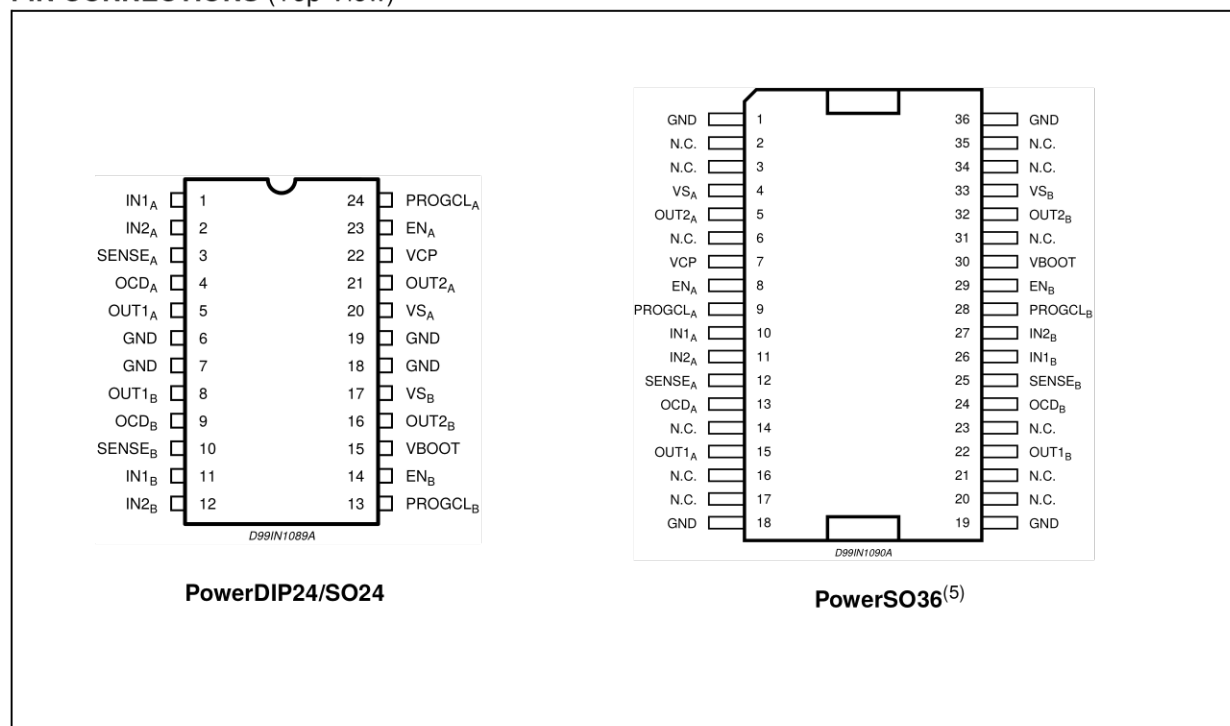 PIN CONNECTIONS (Top View)
IN1A 1 24 PROGCLA
IN2A 2 23 ENA
SENSEA 3 22 VCP
OCDA 4 21 OUT2A
OUT1A 5 20 VSA
GND 6 19 GND
GND 7 18 GND
OUT1B 8 17 VSB
OCDB 9 16 OUT2B
SENSEB 10 15 VBOOT
IN1B 11 14 ENB
IN2B 12 13 PROGCLB
D99IN1089A
PowerDIP24/SO24
GND 1 36 GND
N.C. 2 35 N.C.
N.C. 3 34 N.C.
VSA 4 33 VSB
OUT2A 5 32 OUT2B
N.C. 6 31 N.C.
VCP 7 30 VBOOT
ENA 8 29 ENB
PROGCLA 9 28 PROGCLB
IN1A 10 27 IN2B
IN2A 11 26 IN1B
SENSEA 12 25 SENSEB
OCDA 13 24 OCDB
N.C. 14 23 N.C.
OUT1A 15 22 OUT1B
N.C. 16 21 N.C.
N.C. 17 20 N.C.
GND 18 19 GND
D99IN1090A
PowerSO36(5)